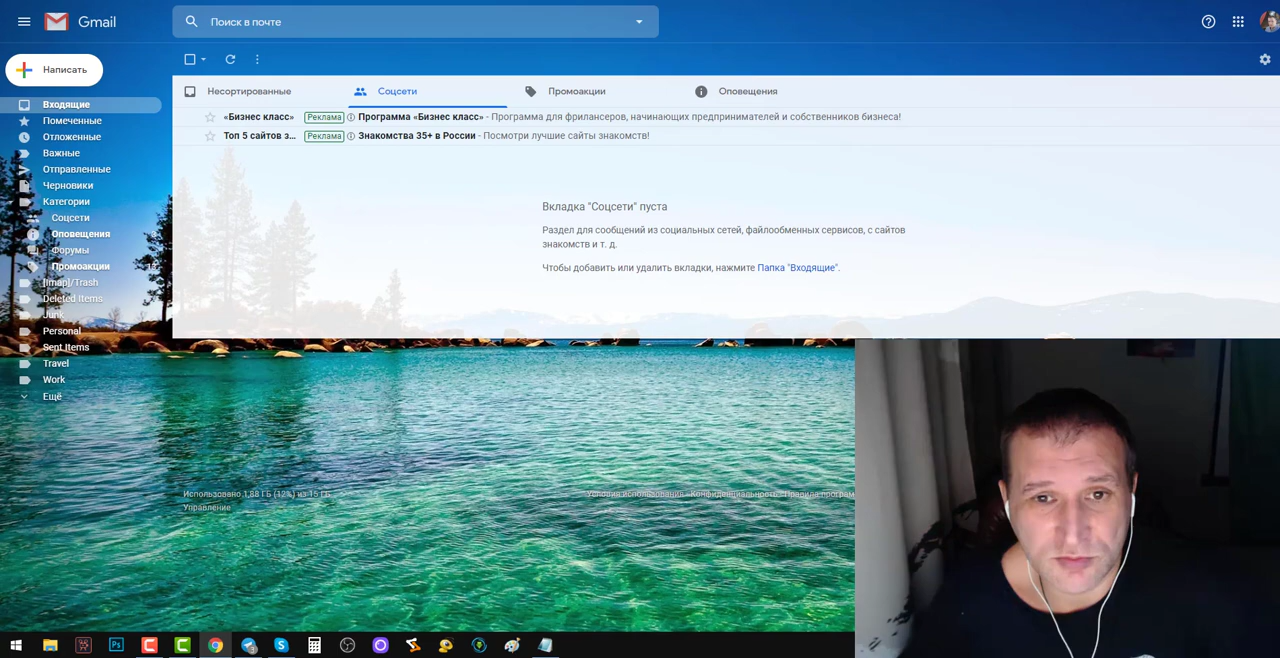 Gmail
Поиск в почте
Написать
Несортированные
Соцсети
Промоакции
Оповещения
Входящие
«Бизнес класс» Реклама Программа «Бизнес класс» - Программа для фрилансеров, начинающих предпринимателей и собственников бизнеса!
Помеченные
Топ 5 сайтов з... Реклама Знакомства 35+ в России - Посмотри лучшие сайты знакомств!
Отложенные
Важные
Отправленные
Черновики
Категории
Соцсети
Оповещения
Форумы
Промоакции
[Imap]/Trash
Deleted Items
Junk
Personal
Sent Items
Travel
Work
Ещё
Вкладка "Соцсети" пуста
Раздел для сообщений из социальных сетей, файлообменных сервисов, с сайтов
знакомств и т. д.
Чтобы добавить или удалить вкладки, нажмите Папка "Входящие".
Использовано 1,88 ГБ (12%) из 15 ГБ
Управление
Условия использования · Конфиденциальность · Правила програм
Ps